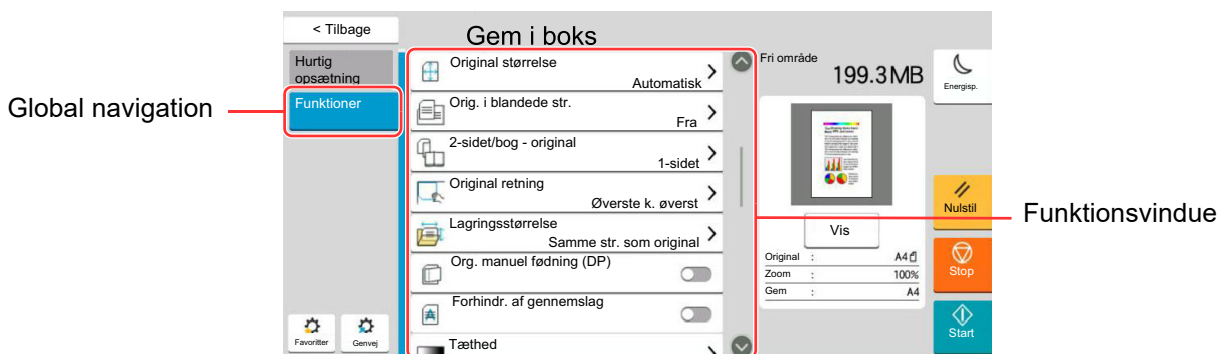 < Tilbage
Gem i boks
Hurtig
opsætning
Funktioner
Global navigation
Favoritter
Genvej
Original størrelse
Automatisk
Orig. i blandede str.
Fra
2-sidet/bog - original
1-sidet
Original retning
Øverste k. øverst
Lagringsstørrelse
Samme str. som original
Org. manuel fødning (DP)
Forhindr. af gennemslag
Tæthed
Fri område
199.3MB
Vis
Original : A4
Zoom : 100%
Gem : A4
Energisp.
Nulstil
Stop
Start
Funktionsvindue